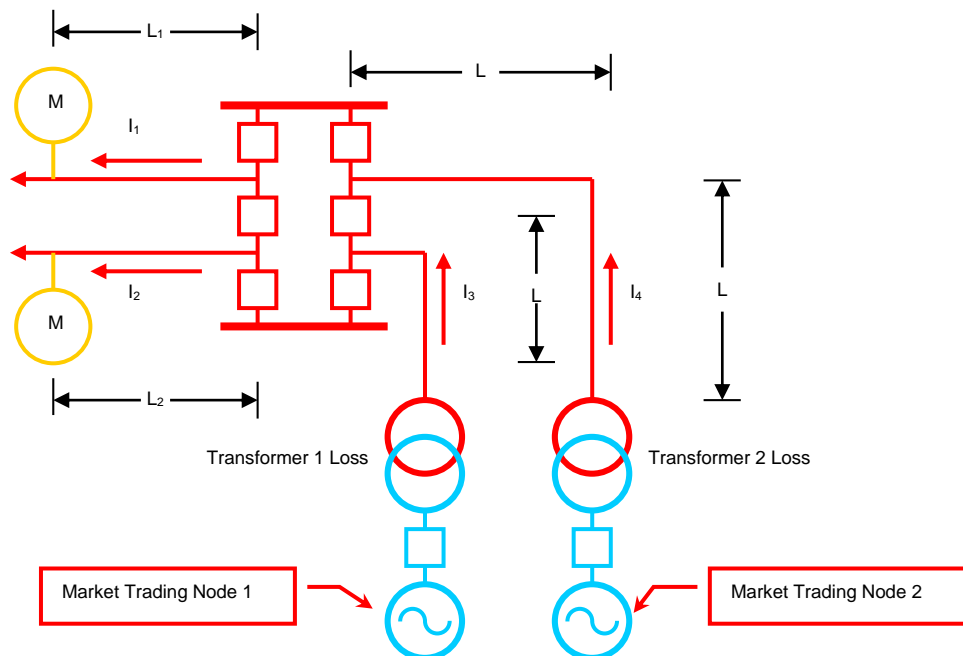 L₁
L
M
I₁
I₂
I₃
L
I₄
L
M
L₂
Transformer 1 Loss
Transformer 2 Loss
Market Trading Node 1
Market Trading Node 2